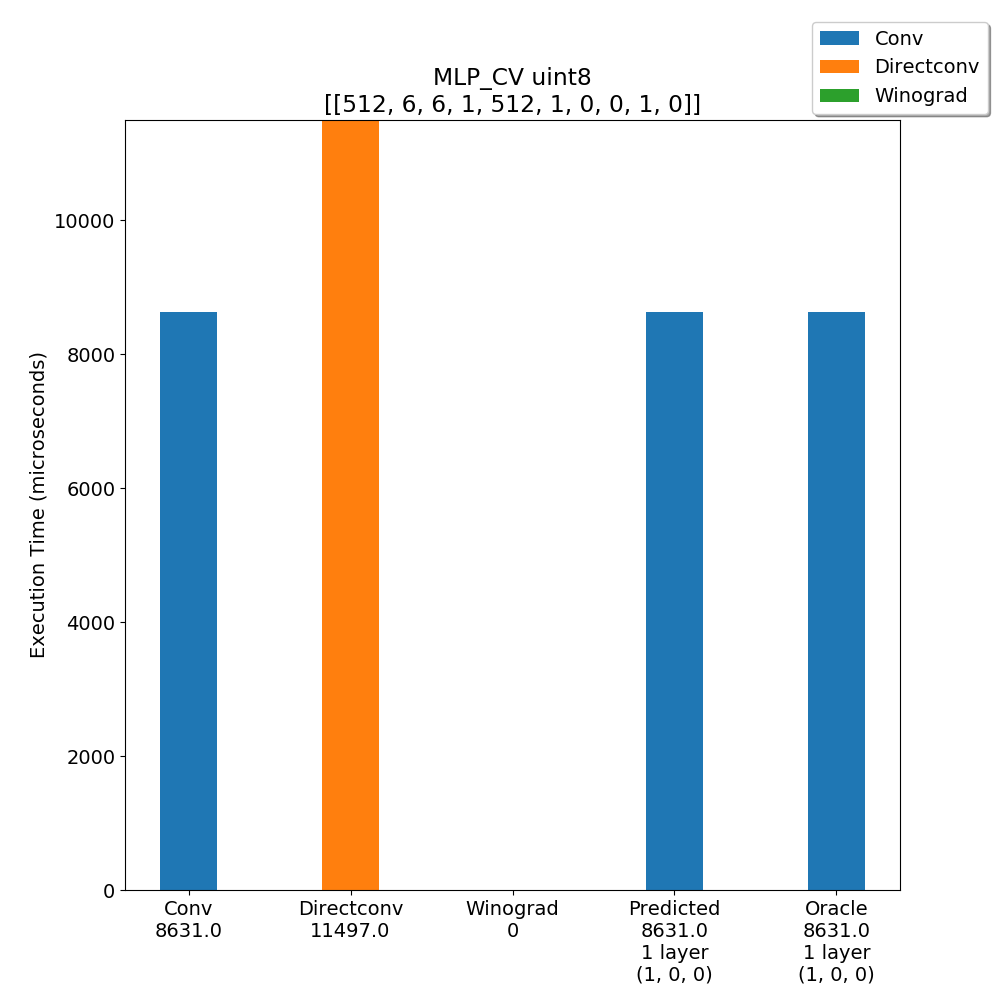 Conv
Directconv
Winograd
MLP_CV uint8
[[512, 6, 6, 1, 512, 1, 0, 0, 1, 0]]
Execution Time (microseconds)
10000
8000
6000
4000
2000
0
Conv
8631.0
Directconv
11497.0
Winograd
0
Predicted
8631.0
1 layer
(1, 0, 0)
Oracle
8631.0
1 layer
(1, 0, 0)